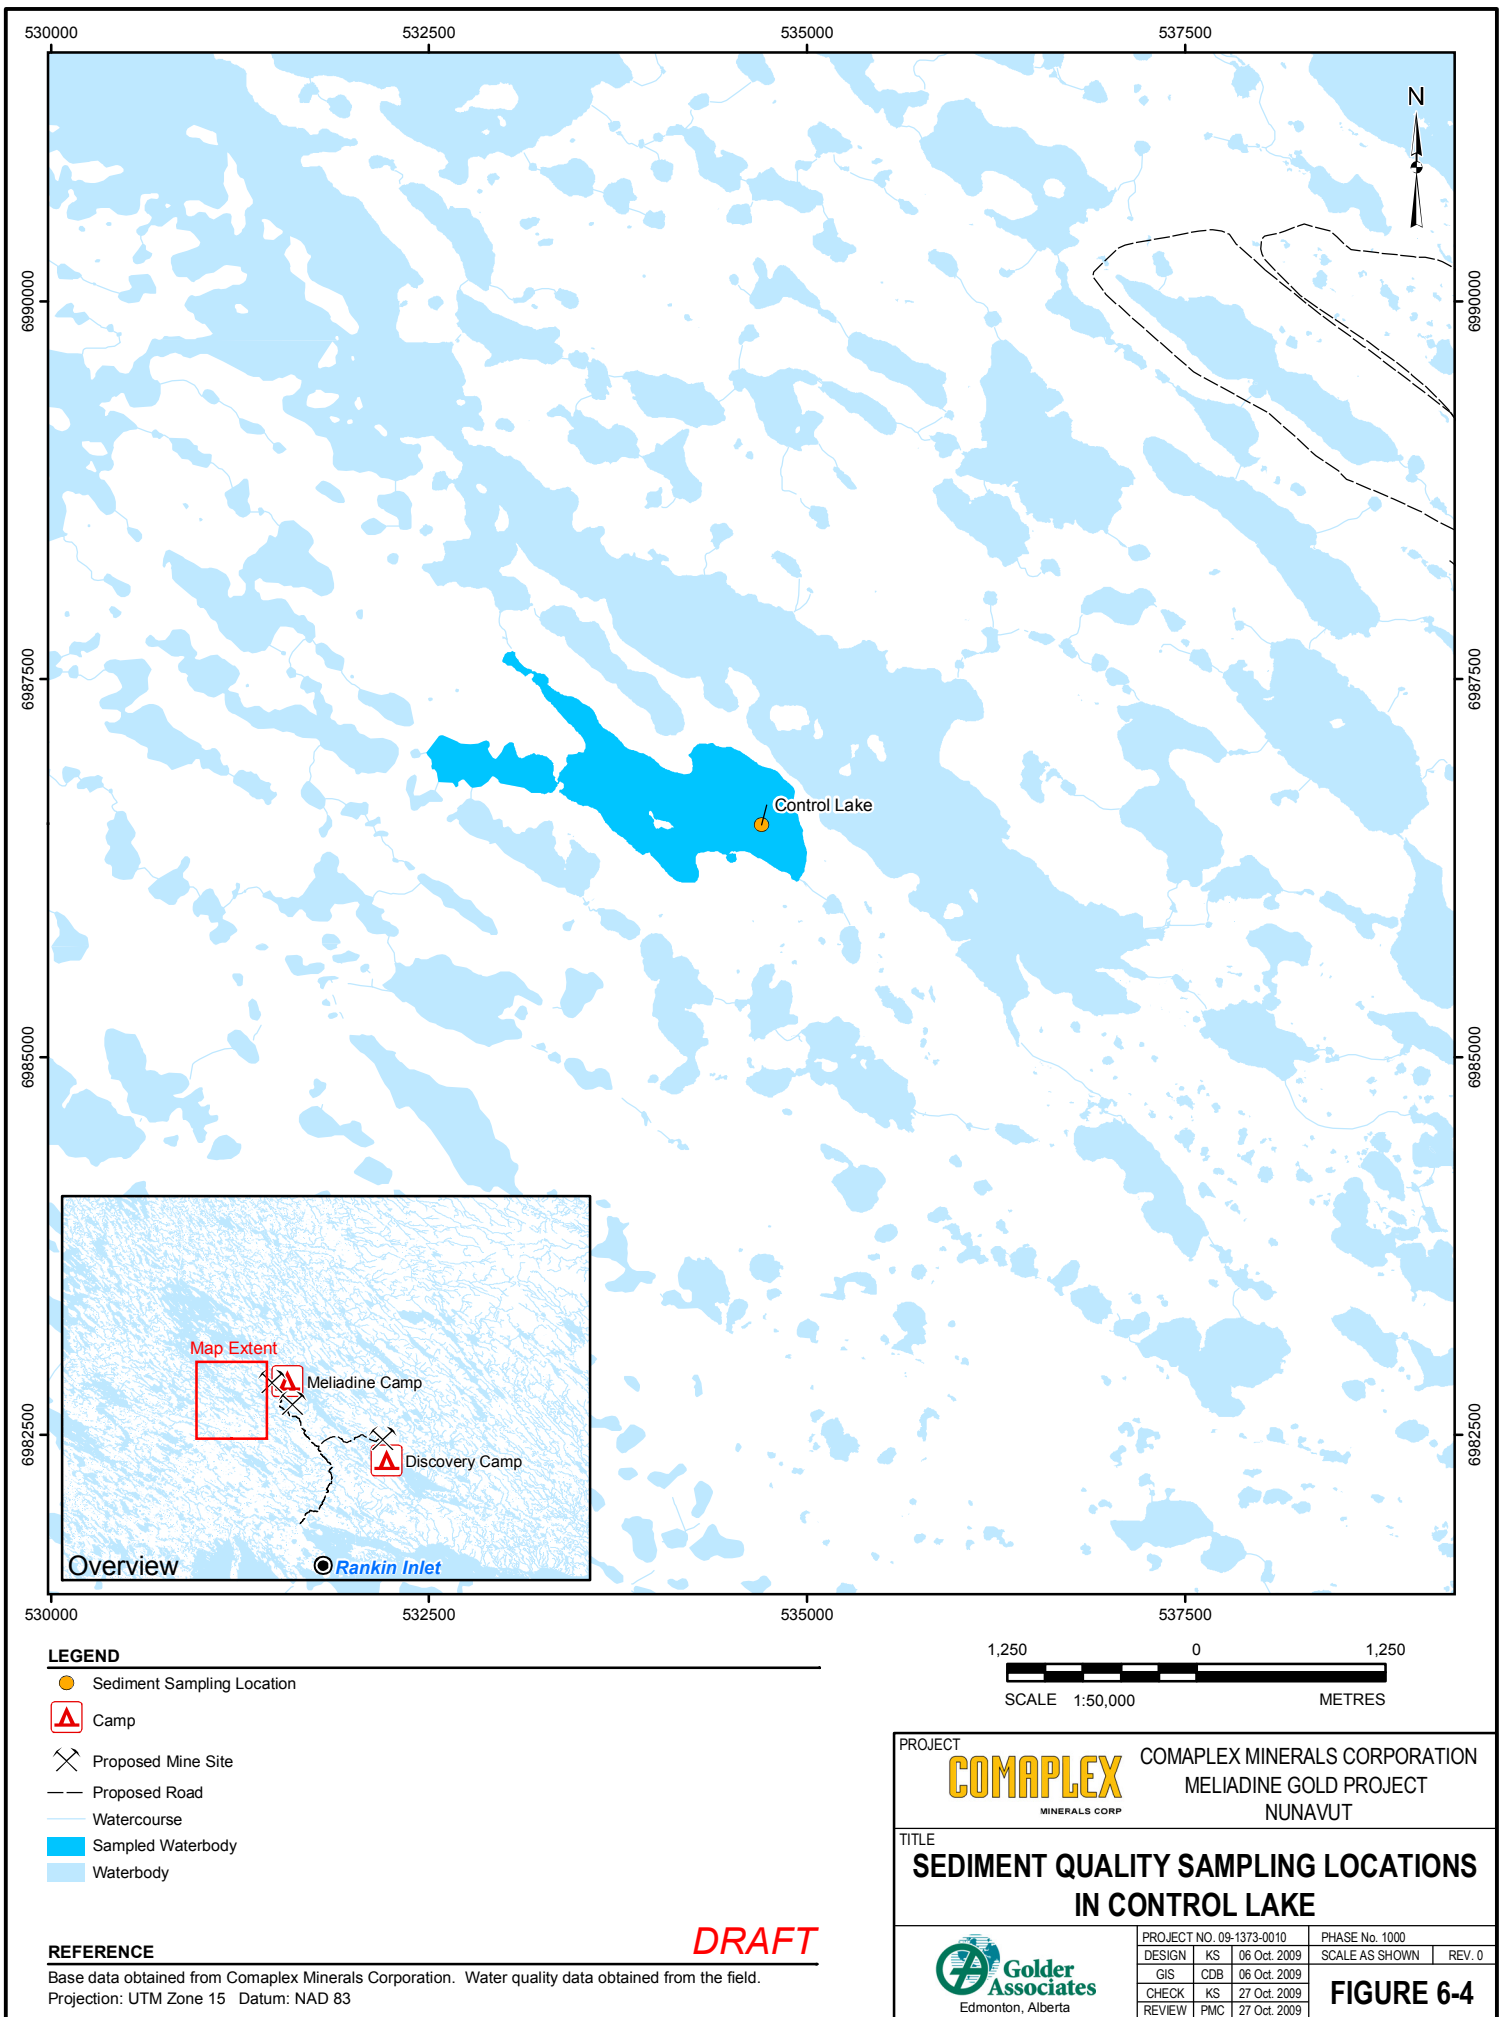 530000
532500
535000
537500
N
6990000
6990000
6987500
6987500
Control Lake
6985000
6985000
Map Extent
Meliadine Camp
Discovery Camp
6982500
6982500
Overview
Rankin Inlet
530000
532500
535000
537500
LEGEND
Sediment Sampling Location
Camp
Proposed Mine Site
Proposed Road
Watercourse
Sampled Waterbody
Waterbody
1,250
0
1,250
SCALE 1:50,000
METRES
REFERENCE
DRAFT
Base data obtained from Comaplex Minerals Corporation. Water quality data obtained from the field.
Projection: UTM Zone 15 Datum: NAD 83
PROJECT
COMAPLEX
MINERALS CORP
COMAPLEX MINERALS CORPORATION
MELIADINE GOLD PROJECT
NUNAVUT
TITLE
SEDIMENT QUALITY SAMPLING LOCATIONS
IN CONTROL LAKE
Golder
Associates
Edmonton, Alberta
PROJECT NO. 09-1373-0010
PHASE No. 1000
DESIGN KS 06 Oct. 2009
SCALE AS SHOWN
REV. 0
GIS CDB 06 Oct. 2009
CHECK KS 27 Oct. 2009
REVIEW PMC 27 Oct. 2009
FIGURE 6-4